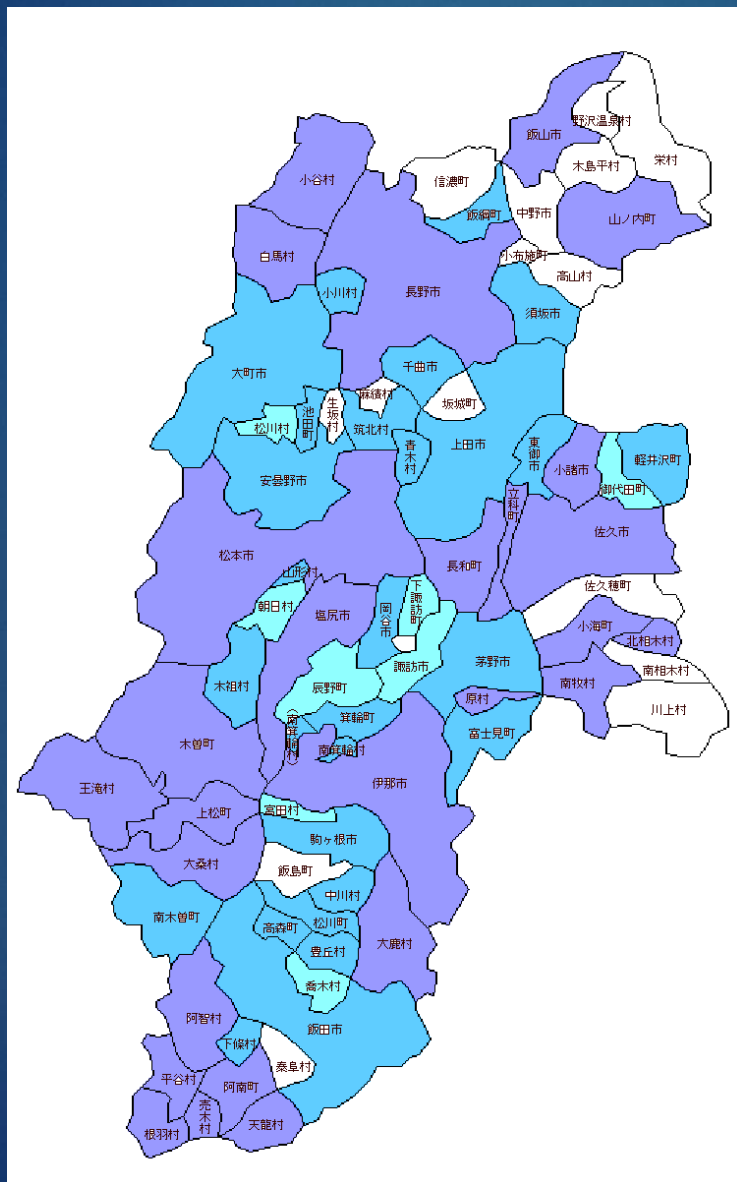 野沢温泉村
飯山市
栄村
木島平村
小谷村
信濃町
飯綱町
中野市
山ノ内町
白馬村
小布施町
高山村
小川村
長野市
須坂市
千曲市
大町市
麻績村
生坂村
池田町
坂城町
松川村
筑北村
青木村
上田市
東御市
軽井沢町
小諸市
御代田町
安曇野市
立科町
佐久市
松本市
長和町
山形村
下諏訪町
佐久穂町
朝日村
塩尻市
岡谷市
小海町
北相木村
茅野市
諏訪市
南相木村
木祖村
辰野町
南牧村
原村
川上村
箕輪町
南箕輪村
富士見町
木曽町
南箕輪村
伊那市
王滝村
上松町
宮田村
駒ヶ根市
大桑村
飯島町
中川村
南木曽町
高森町
松川町
大鹿村
豊丘村
喬木村
阿智村
飯田市
下條村
泰阜村
平谷村
阿南町
売木村
天龍村
根羽村